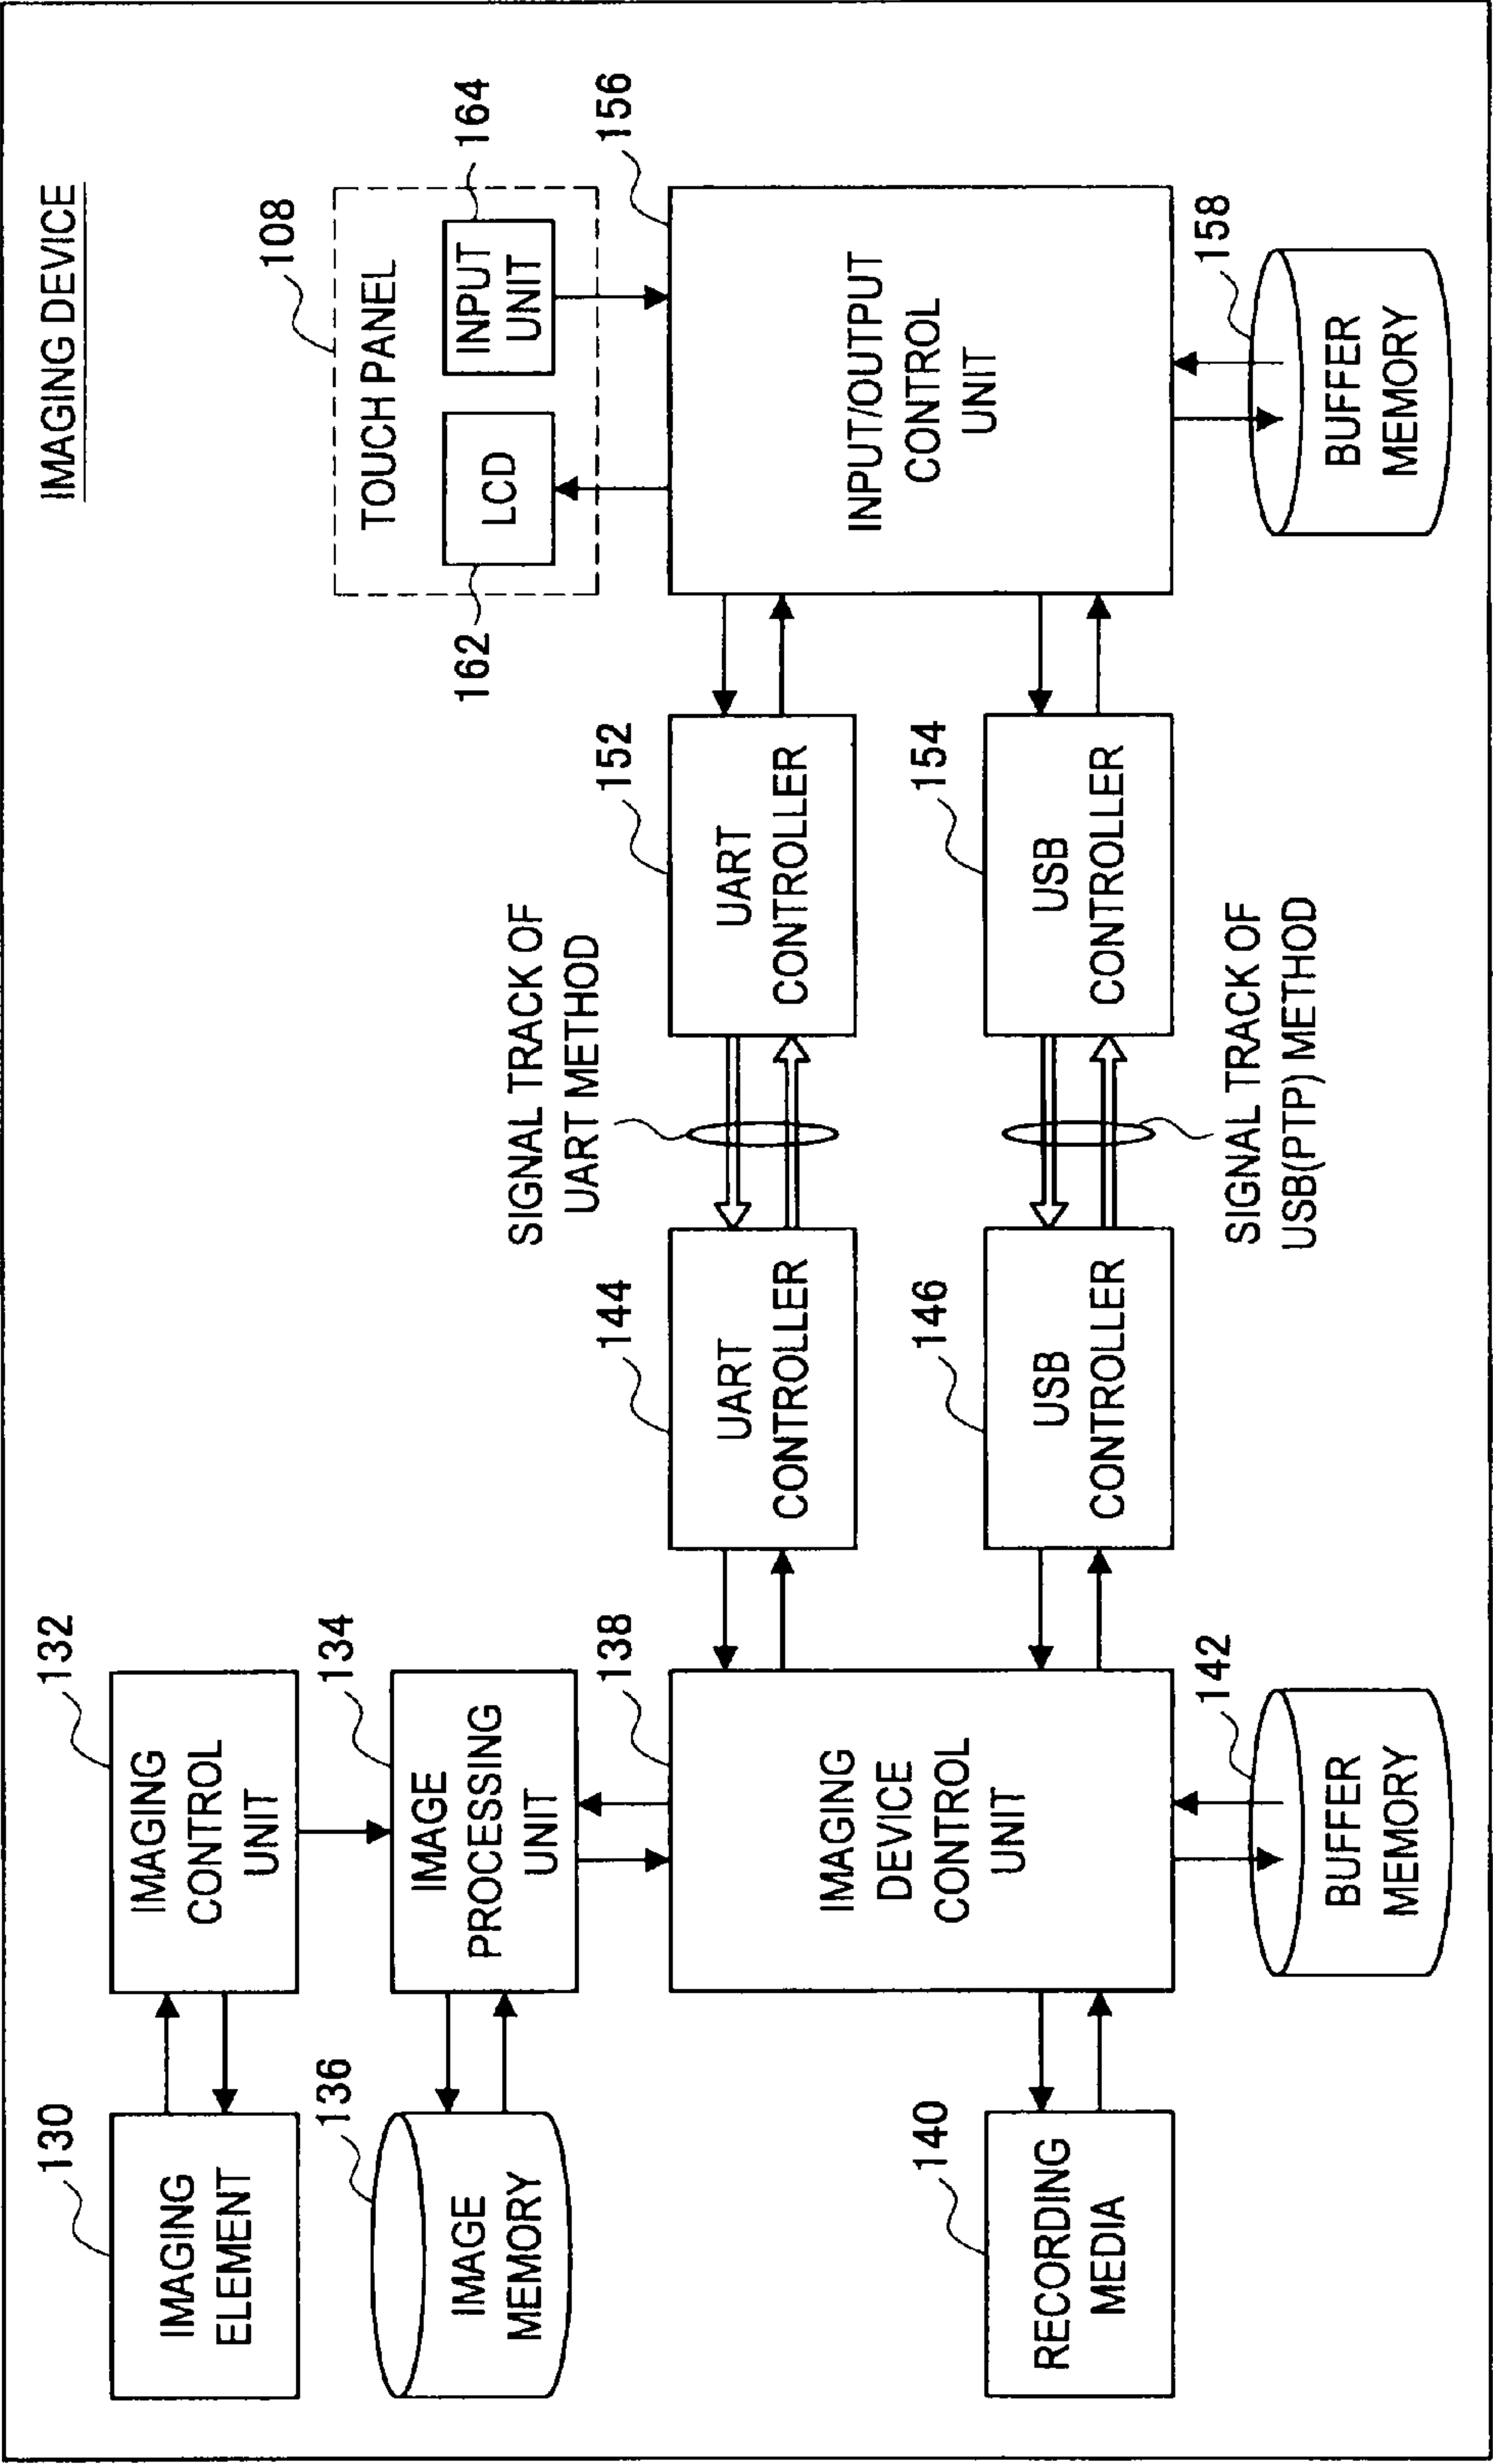 IMAGING DEVICE
130
IMAGING
ELEMENT
132
IMAGING
CONTROL
UNIT
136
IMAGE
MEMORY
134
IMAGE
PROCESSING
UNIT
108
TOUCH PANEL
162
LCD
INPUT
UNIT
164
138
IMAGING
DEVICE
CONTROL
UNIT
144
UART
CONTROLLER
SIGNAL TRACK OF
UART METHOD
152
UART
CONTROLLER
156
INPUT/OUTPUT
CONTROL
UNIT
140
RECORDING
MEDIA
146
USB
CONTROLLER
154
USB
CONTROLLER
SIGNAL TRACK OF
USB(PTP) METHOD
142
BUFFER
MEMORY
158
BUFFER
MEMORY